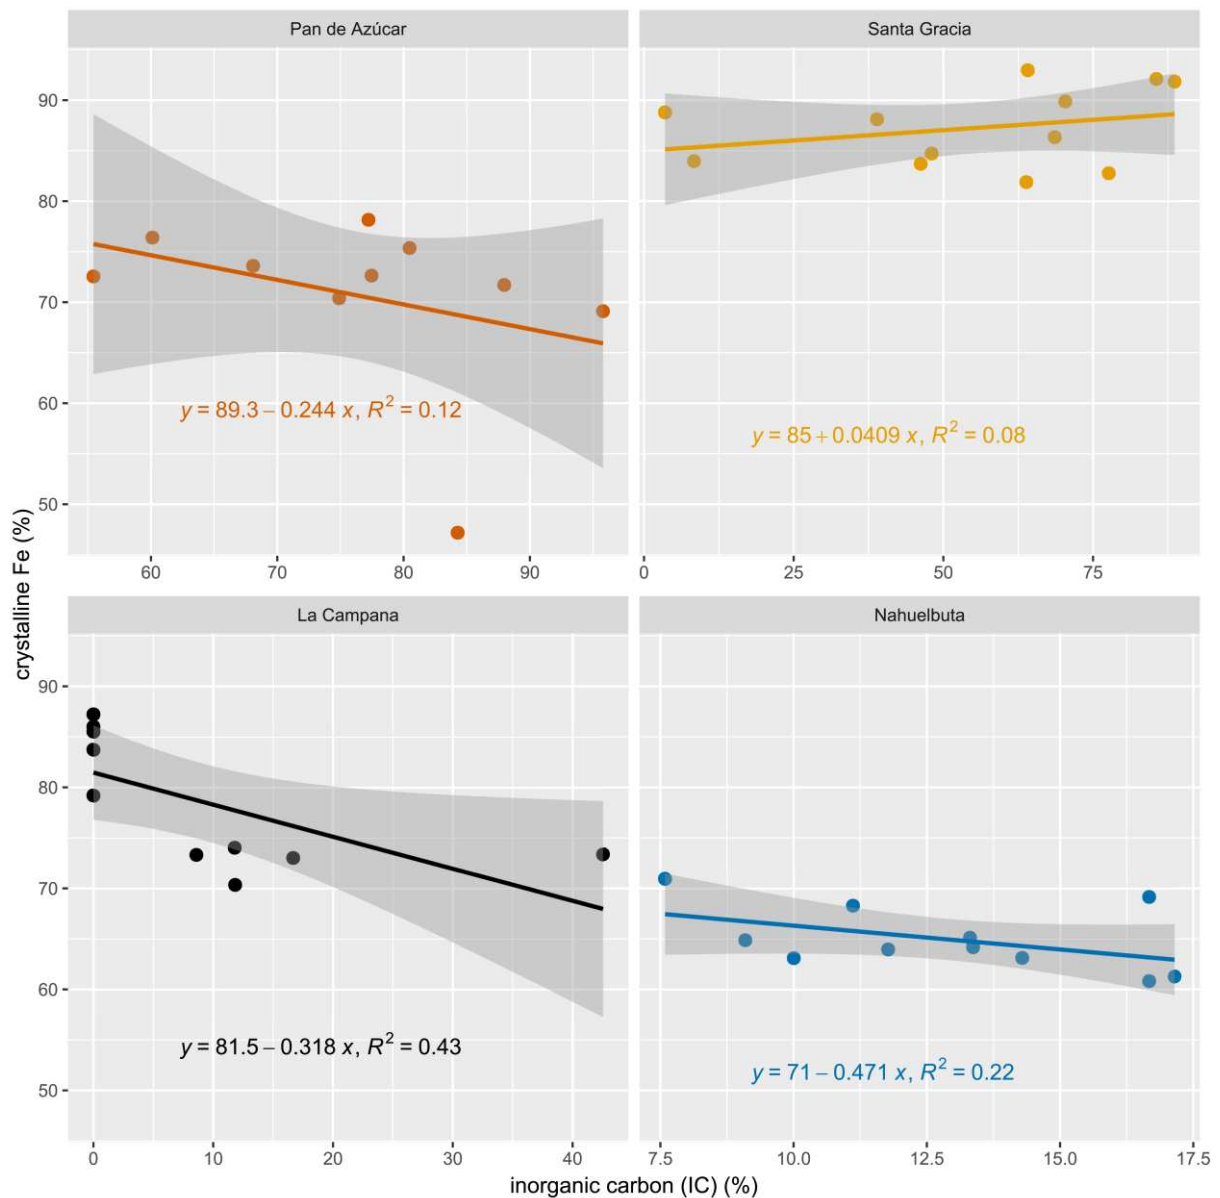 Pan de Azúcar
Santa Gracia
90
80
70
60
50
y = 89.3 – 0.244 x, R² = 0.12
y = 85 + 0.0409 x, R² = 0.08
60
70
80
90
0
25
50
75
crystalline Fe (%)
La Campana
Nahuelbuta
90
80
70
60
50
y = 81.5 – 0.318 x, R² = 0.43
y = 71 – 0.471 x, R² = 0.22
0
10
20
30
40
7.5
10.0
12.5
15.0
17.5
inorganic carbon (IC) (%)